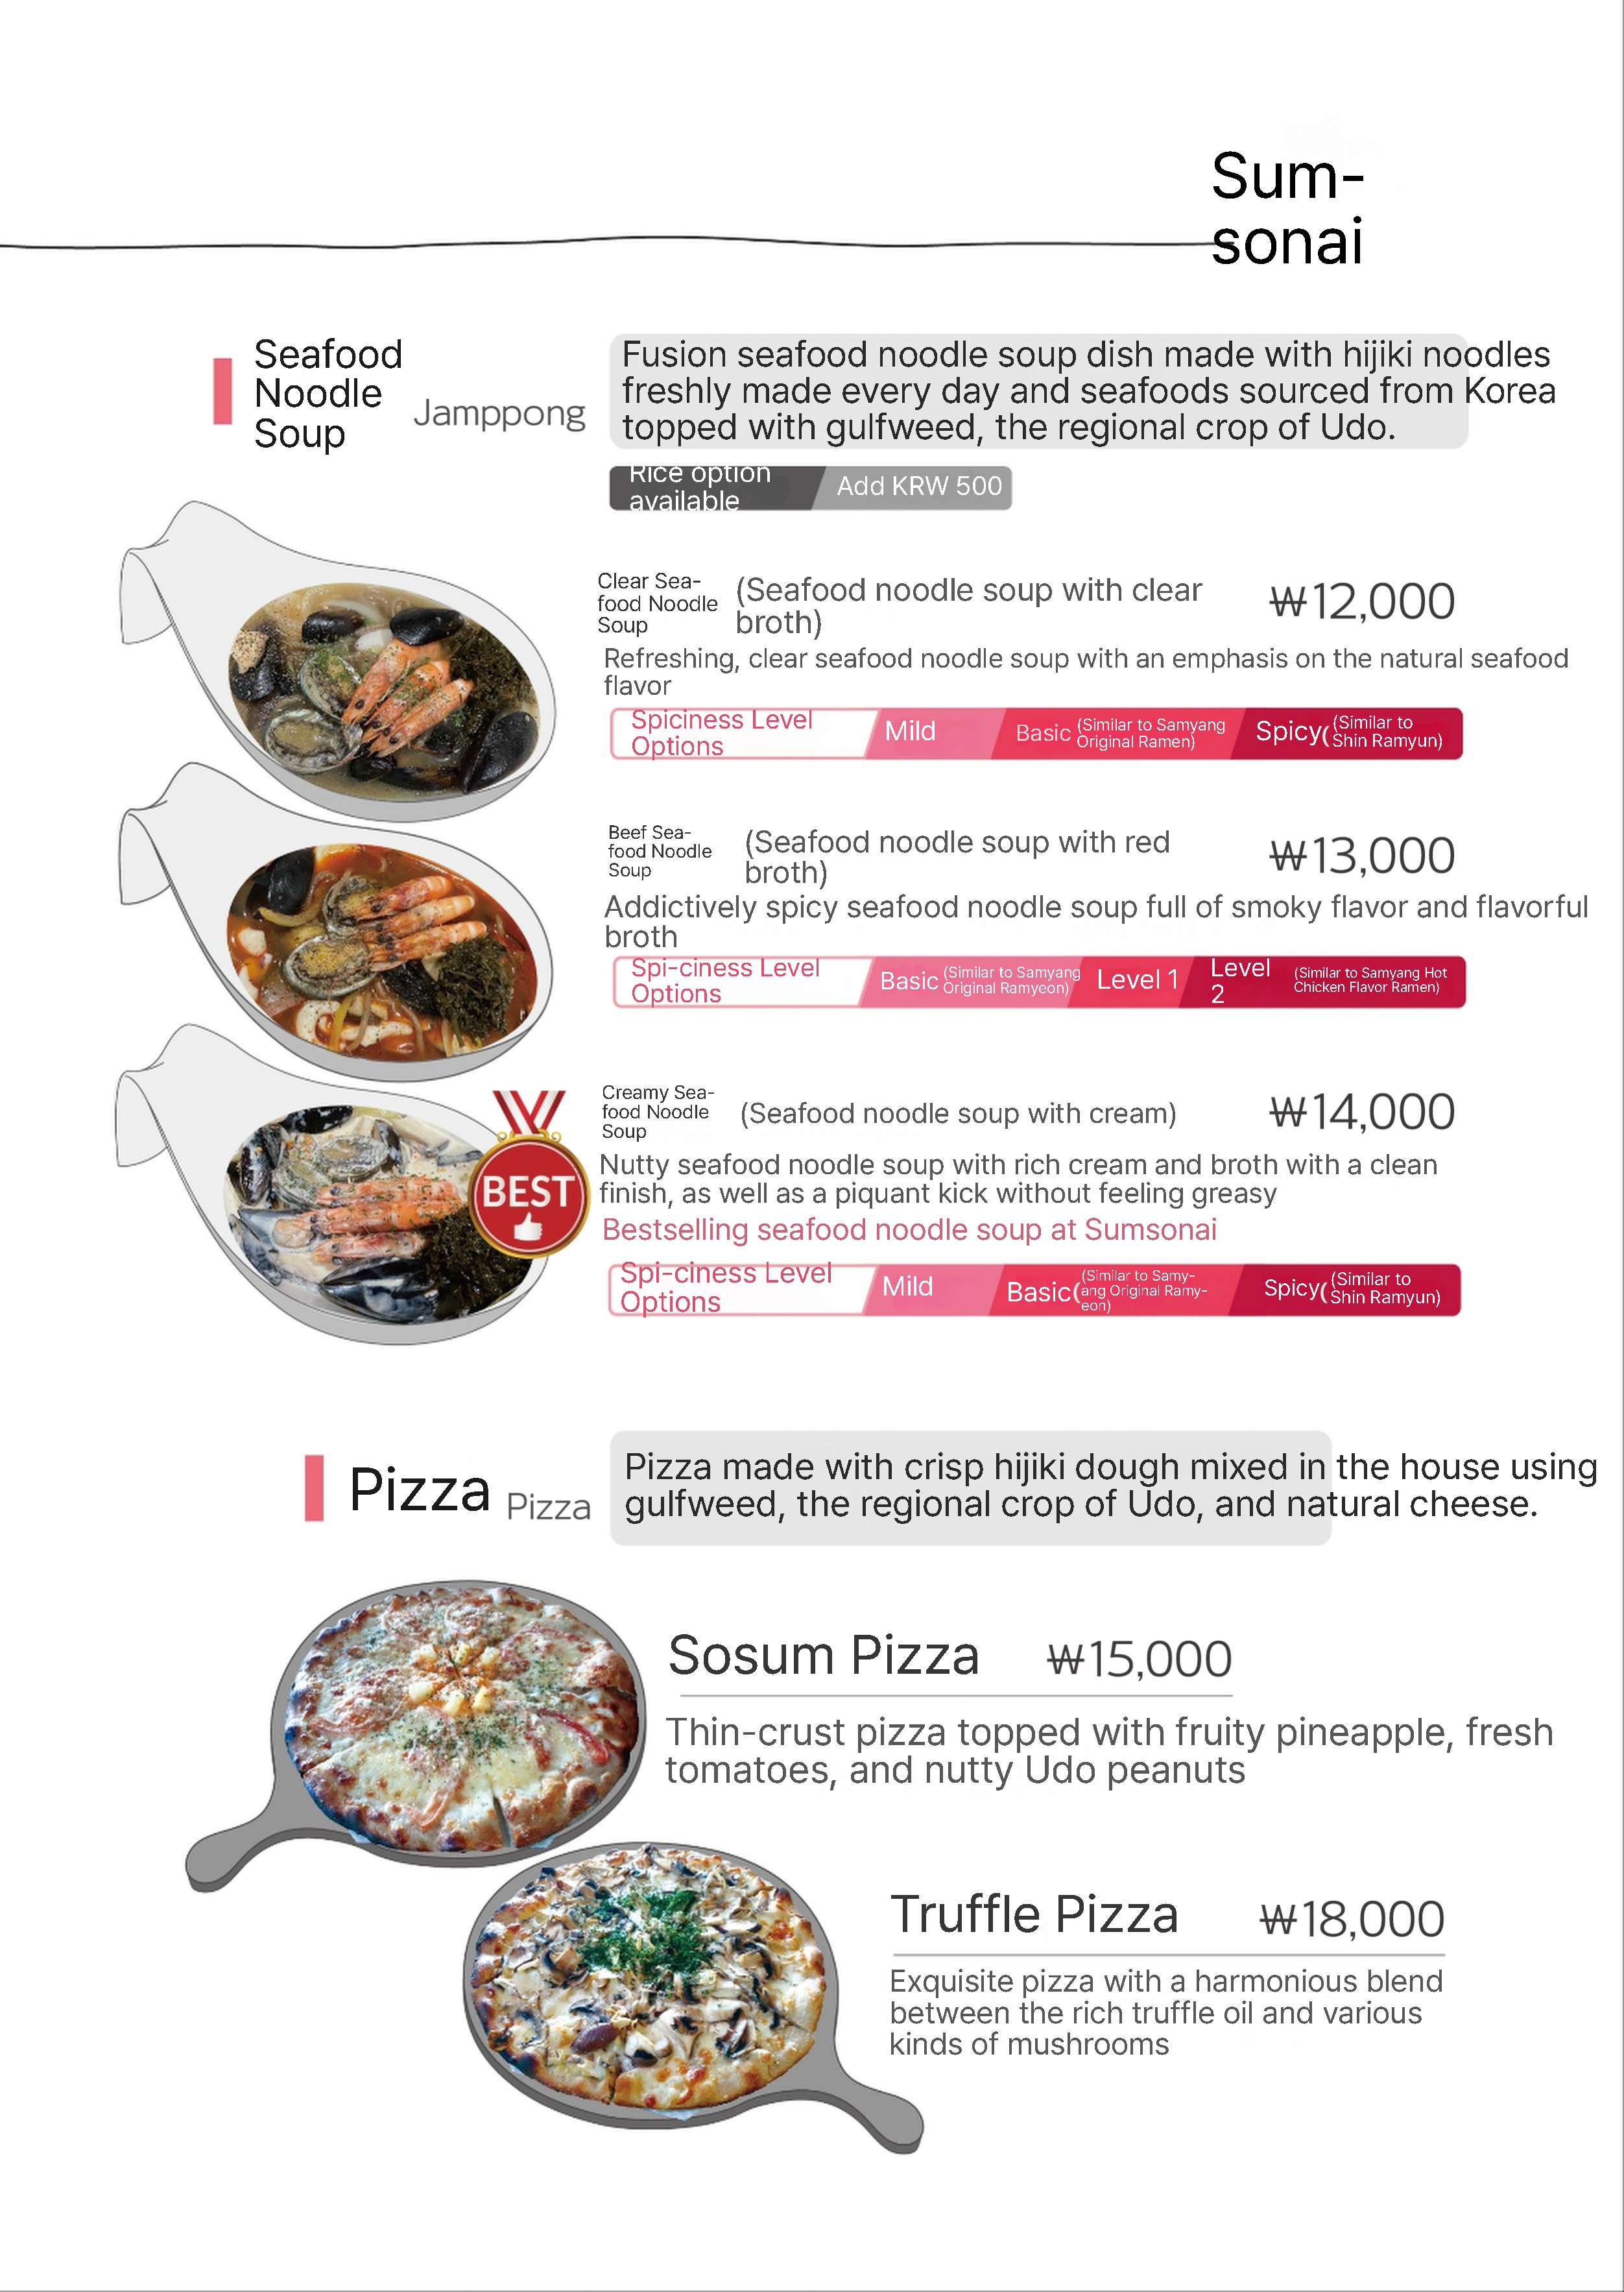 Sum-
sonai
Seafood
Noodle
Soup
Jamppong
Fusion seafood noodle soup dish made with hijiki noodles
freshly made every day and seafoods sourced from Korea
topped with gulfweed, the regional crop of Udo.
Rice option
available
Add KRW 500
Clear Sea-
food Noodle
Soup
(Seafood noodle soup with clear
broth)
₩12,000
Refreshing, clear seafood noodle soup with an emphasis on the natural seafood
flavor
Spiciness Level
Options
Mild
Basic (Similar to Samyang
Original Ramen)
Spicy( (Similar to
Shin Ramyun)
Beef Sea-
food Noodle
Soup
(Seafood noodle soup with red
broth)
₩13,000
Addictively spicy seafood noodle soup full of smoky flavor and flavorful
broth
Spi-ciness Level
Options
Basic (Similar to Samyang
Original Ramyeon)
Level 1
Level
2
(Similar to Samyang Hot
Chicken Flavor Ramen)
Creamy Sea-
food Noodle
Soup
(Seafood noodle soup with cream)
₩14,000
BEST
Nutty seafood noodle soup with rich cream and broth with a clean
finish, as well as a piquant kick without feeling greasy
Bestselling seafood noodle soup at Sumsonai
Spi-ciness Level
Options
Mild
Basic( (Similar to Samy-
ang Original Ramy-
eon)
Spicy( (Similar to
Shin Ramyun)
Pizza
Pizza
Pizza made with crisp hijiki dough mixed in the house using
gulfweed, the regional crop of Udo, and natural cheese.
Sosum Pizza
₩15,000
Thin-crust pizza topped with fruity pineapple, fresh
tomatoes, and nutty Udo peanuts
Truffle Pizza
₩18,000
Exquisite pizza with a harmonious blend
between the rich truffle oil and various
kinds of mushrooms